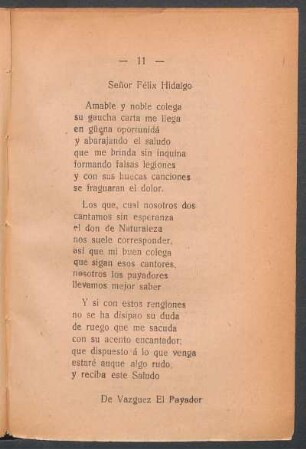 — 11 —
Señor Félix Hidalgo
Amable y noble colega
su gaucha carta me llega
en güena oportunidá
y abarajando el saludo
que me brinda sin inquina
formando falsas legiones
y con sus huecas canciones
se fraguaran el dolor.
Los que, cual nosotros dos
cantamos sin esperanza
el don de Naturaleza
nos suele corresponder,
así que mi buen colega
que sigan esos cantores,
nosotros los payadores
llevamos mejor saber
Y si con estos renglones
no se ha disipao su duda
de ruego que me sacuda
con su acento encantador;
que dispuesto á lo que venga
estaré anque algo rudo,
y reciba este Saludo
De Vazguez El Payador